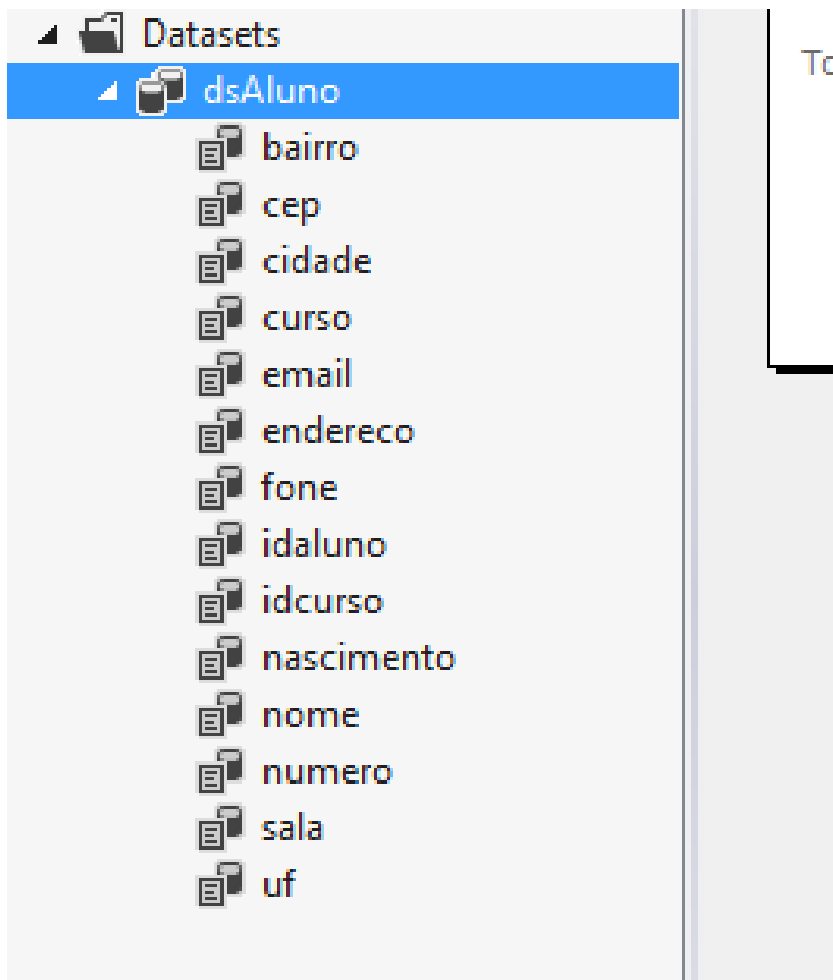 Datasets
dsAluno
bairro
cep
cidade
curso
email
endereco
fone
idaluno
idcurso
nascimento
nome
numero
sala
uf